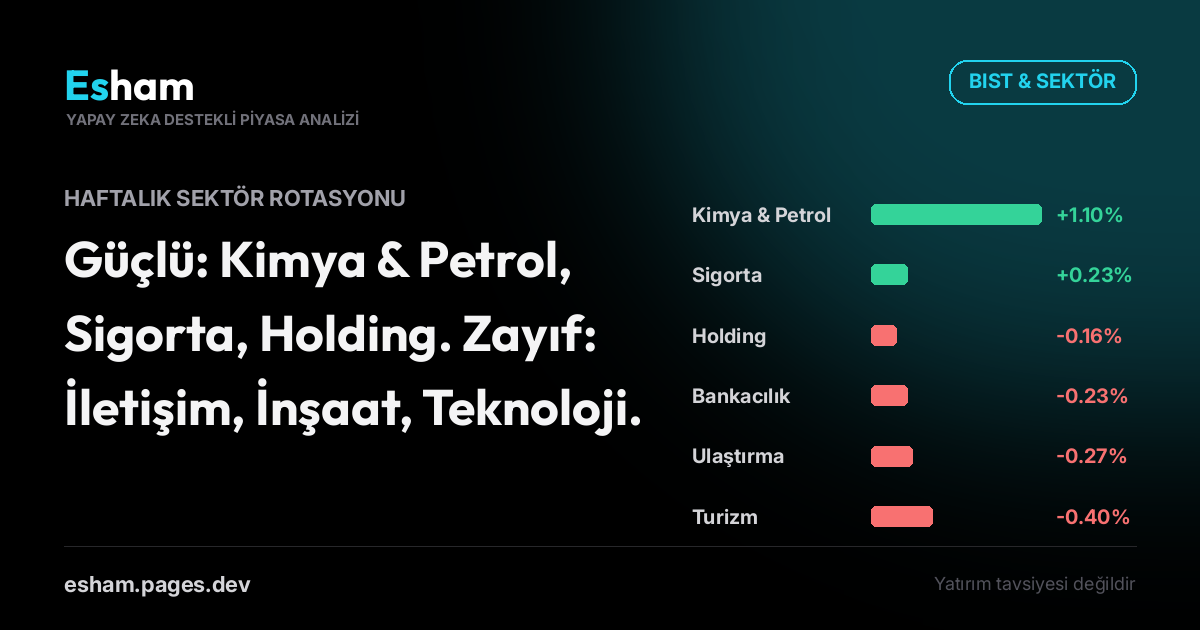 Esham
YAPAY ZEKA DESTEKLİ PİYASA ANALİZİ
BIST & SEKTÖR
HAFTALIK SEKTÖR ROTASYONU
Güçlü: Kimya & Petrol,
Sigorta, Holding. Zayıf:
İletişim, İnşaat, Teknoloji.
Kimya & Petrol +1.10%
Sigorta +0.23%
Holding -0.16%
Bankacılık -0.23%
Ulaştırma -0.27%
Turizm -0.40%
esham.pages.dev
Yatırım tavsiyesi değildir